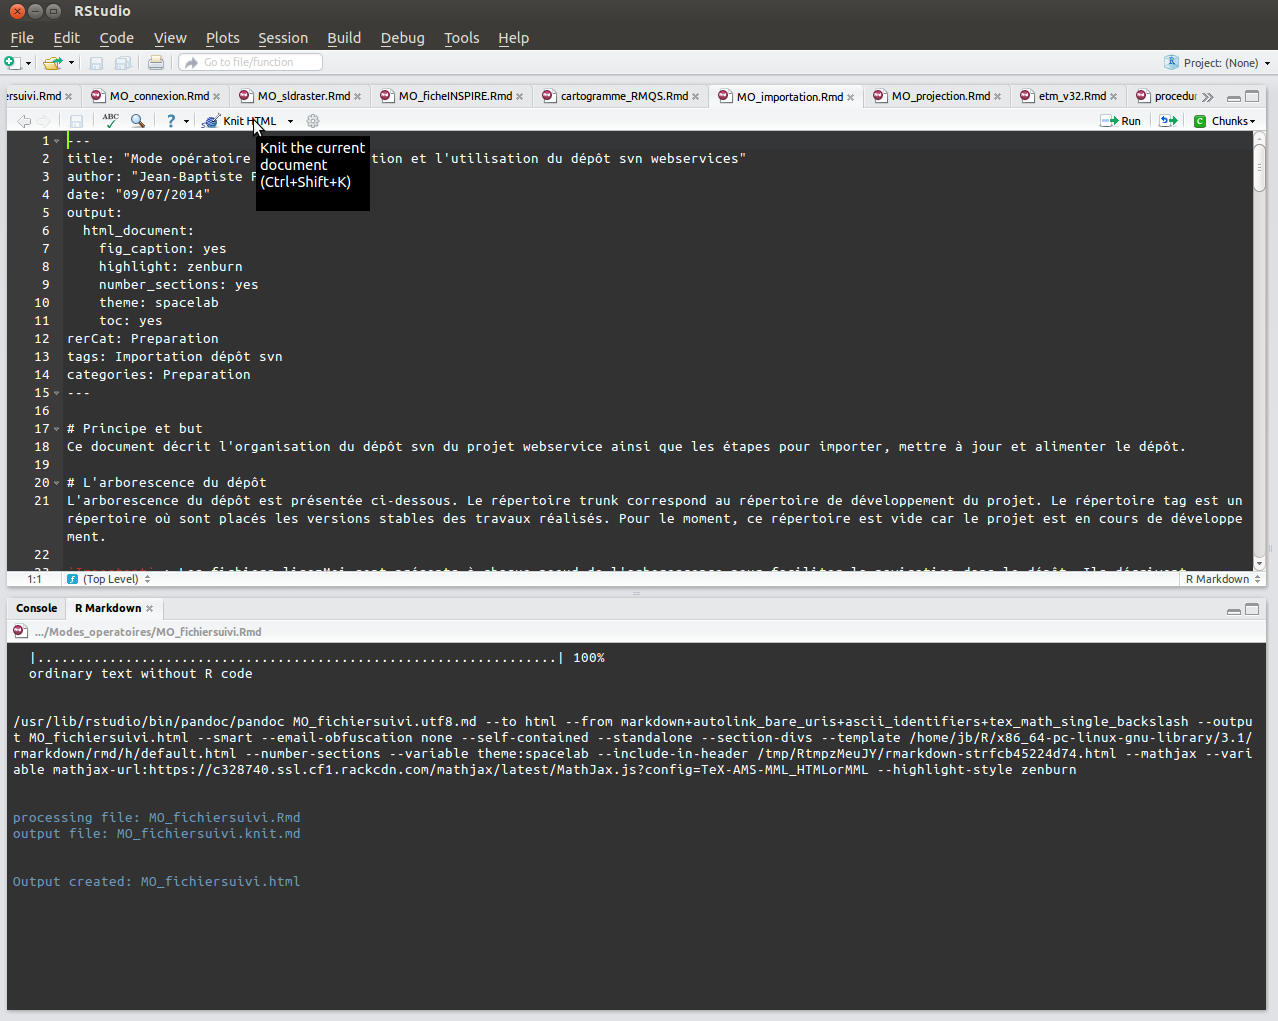 RStudio
File Edit Code View Plots Session Build Debug Tools Help
Go to file/function Project: (None)
ersuivi.Rmd MO_connexion.Rmd MO_sldraster.Rmd MO_ficheINSPIRE.Rmd cartogramme_RMQS.Rmd MO_importation.Rmd MO_projection.Rmd etm_v32.Rmd procedur
ABC Knit HTML Run Chunks
Knit the current
document
(Ctrl+Shift+K)
1 ---
2 title: "Mode opératoire tion et l'utilisation du dépôt svn webservices"
3 author: "Jean-Baptiste
4 date: "09/07/2014"
5 output:
6 html_document:
7 fig_caption: yes
8 highlight: zenburn
9 number_sections: yes
10 theme: spacelab
11 toc: yes
12 rerCat: Preparation
13 tags: Importation dépôt svn
14 categories: Preparation
15 ---
16
17 # Principe et but
18 Ce document décrit l'organisation du dépôt svn du projet webservice ainsi que les étapes pour importer, mettre à jour et alimenter le dépôt.
19
20 # L'arborescence du dépôt
21 L'arborescence du dépôt est présentée ci-dessous. Le répertoire trunk correspond au répertoire de développement du projet. Le répertoire tag est un
répertoire où sont placés les versions stables des travaux réalisés. Pour le moment, ce répertoire est vide car le projet est en cours de développe
ment.
22
1:1 (Top Level) R Markdown
Console R Markdown
.../Modes_operatoires/MO_fichiersuivi.Rmd
|.................................................................| 100%
ordinary text without R code
/usr/lib/rstudio/bin/pandoc/pandoc MO_fichiersuivi.utf8.md --to html --from markdown+autolink_bare_uris+ascii_identifiers+tex_math_single_backslash --outpu
t MO_fichiersuivi.html --smart --email-obfuscation none --self-contained --standalone --section-divs --template /home/jb/R/x86_64-pc-linux-gnu-library/3.1/
rmarkdown/rmd/h/default.html --number-sections --variable theme:spacelab --include-in-header /tmp/RtmpzMeuJY/rmarkdown-strfcb45224d74.html --mathjax --vari
able mathjax-url:https://c328740.ssl.cf1.rackcdn.com/mathjax/latest/MathJax.js?config=TeX-AMS-MML_HTMLorMML --highlight-style zenburn
processing file: MO_fichiersuivi.Rmd
output file: MO_fichiersuivi.knit.md
Output created: MO_fichiersuivi.html